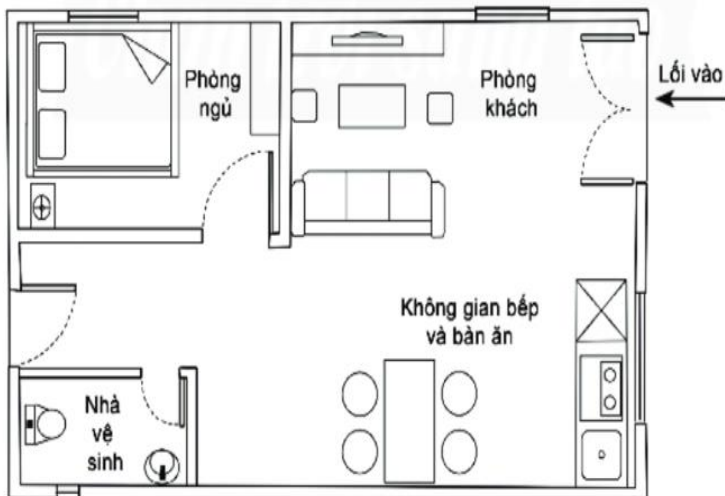 Phòng
ngủ
Phòng
khách
Lối vào
Không gian bếp
và bàn ăn
Nhà
vệ
sinh